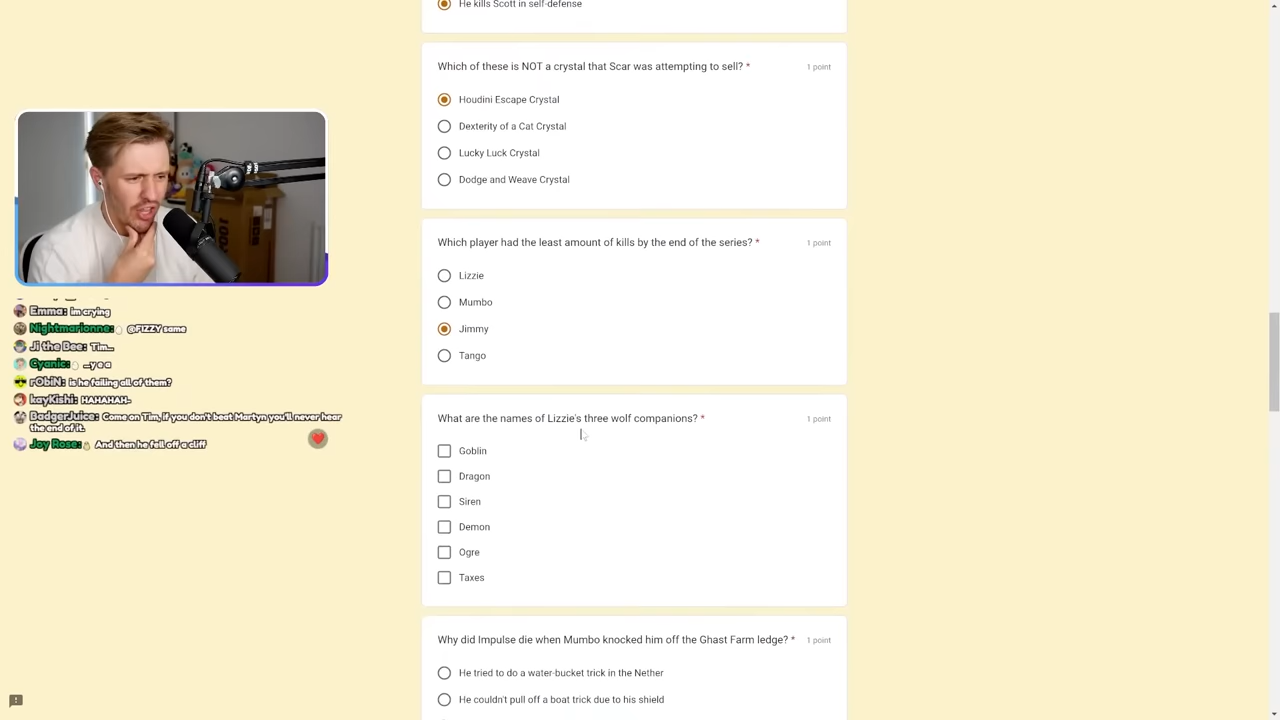 He kills Scott in self-defense
Which of these is NOT a crystal that Scar was attempting to sell? *
1 point
Houdini Escape Crystal
Dexterity of a Cat Crystal
Lucky Luck Crystal
Dodge and Weave Crystal
Which player had the least amount of kills by the end of the series? *
1 point
Lizzie
Mumbo
Jimmy
Tango
Emma: im crying
Nightmarionne: @FIZZY same
Ji the Bee: Tim...
Cyanic: ...y e a
rObiN: is he failing all of them?
kayKishi: HAHAHAH-
BadgerJuice: Come on Tim, if you don't beat Martyn you'll never hear
the end of it.
Joy Rose: And then he fell off a cliff
What are the names of Lizzie's three wolf companions? *
1 point
Goblin
Dragon
Siren
Demon
Ogre
Taxes
Why did Impulse die when Mumbo knocked him off the Ghast Farm ledge? *
1 point
He tried to do a water-bucket trick in the Nether
He couldn't pull off a boat trick due to his shield